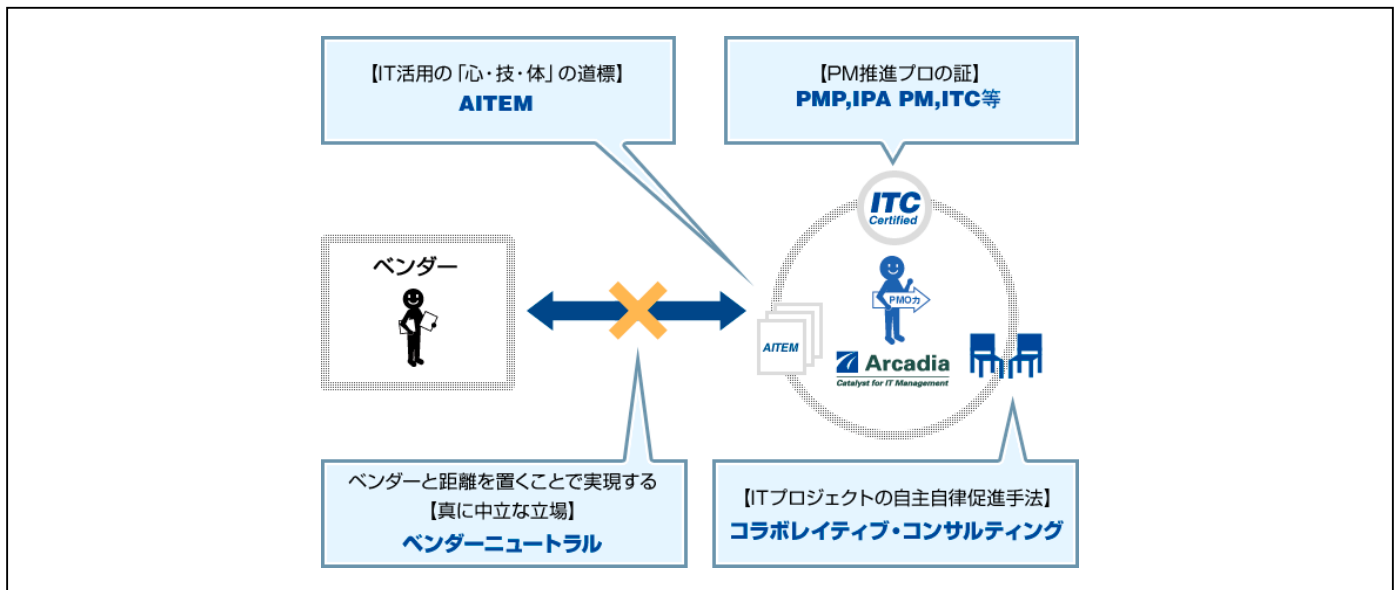 【IT活用の「心・技・体」の道標】
AITEM
【PM推進プロの証】
PMP,IPA PM,ITC等
ITC
Certified
ベンダー
PMO力
AITEM
Arcadia
Catalyst for IT Management
ベンダーと距離を置くことで実現する
【真に中立な立場】
ベンダーニュートラル
【ITプロジェクトの自主自律促進手法】
コラボレイティブ・コンサルティング